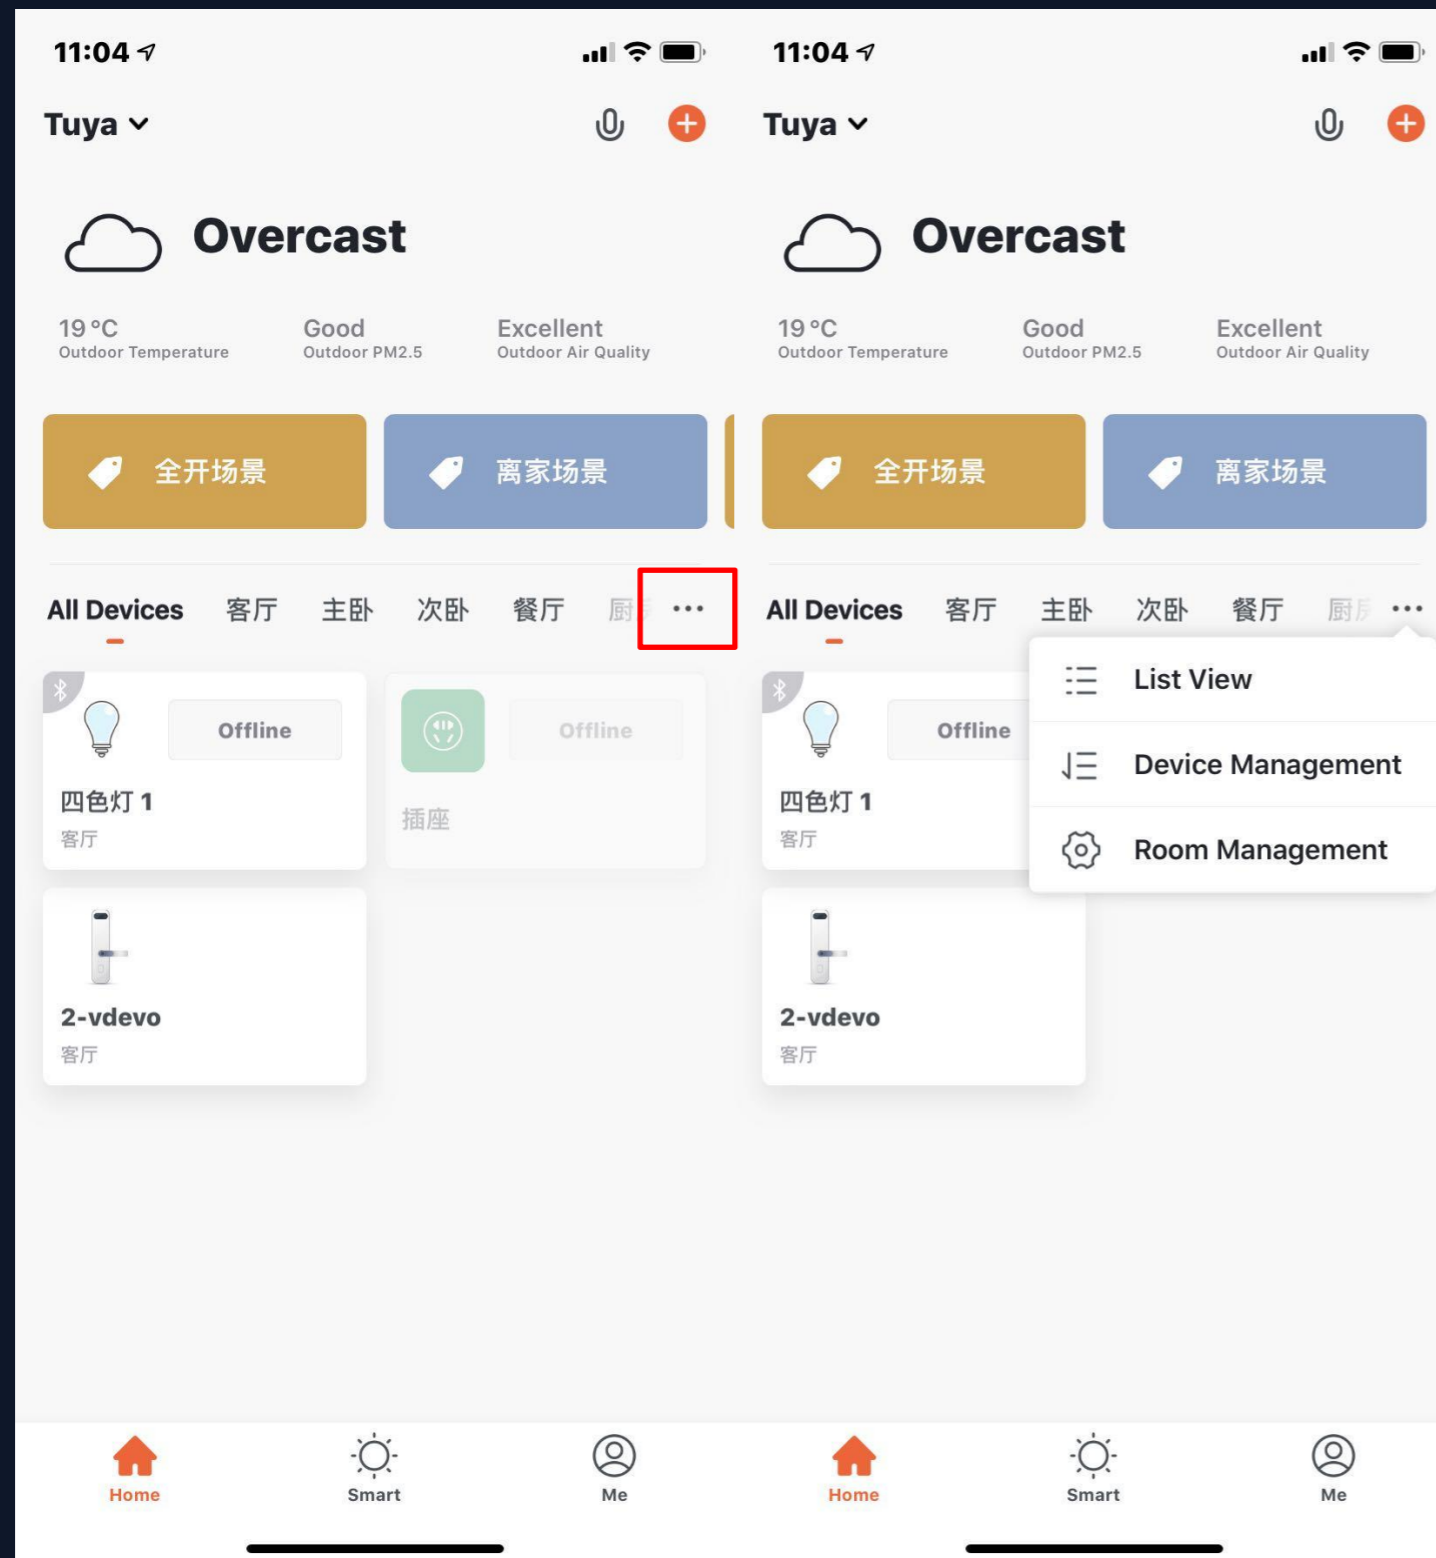 11:04
Tuya
Overcast
19 °C
Outdoor Temperature
Good
Outdoor PM2.5
Excellent
Outdoor Air Quality
全开场景
离家场景
All Devices 客厅 主卧 次卧 餐厅 厨
Offline
四色灯 1
客厅
Offline
插座
2-vdevo
客厅
Home
Smart
Me
11:04
Tuya
Overcast
19 °C
Outdoor Temperature
Good
Outdoor PM2.5
Excellent
Outdoor Air Quality
全开场景
离家场景
All Devices 客厅 主卧 次卧 餐厅 厨房
List View
Device Management
Room Management
Offline
四色灯 1
客厅
2-vdevo
客厅
Home
Smart
Me